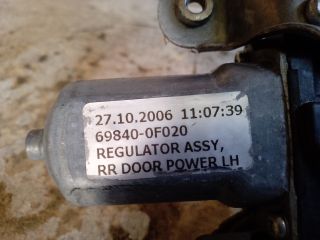 27.10.2006 11:07:39
69840-0F020
REGULATOR ASSY,
RR DOOR POWER LH